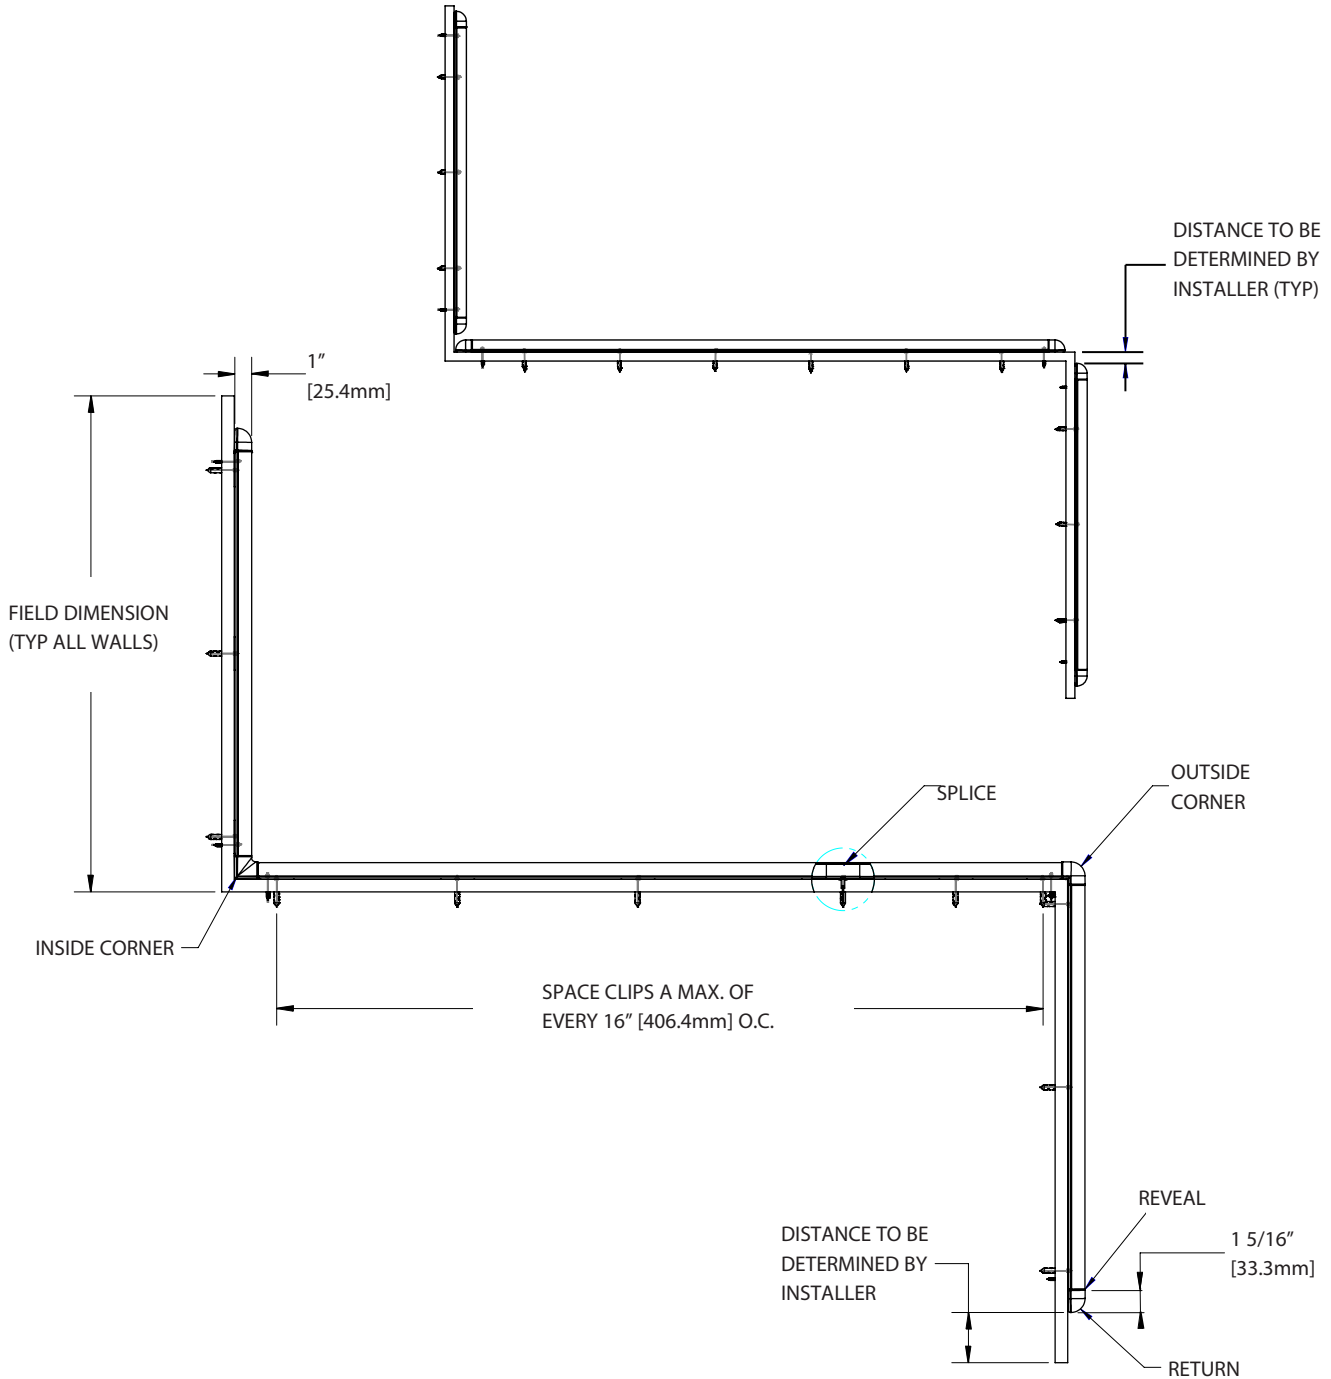 DISTANCE TO BE
DETERMINED BY
INSTALLER (TYP)
1”
[25.4mm]
FIELD DIMENSION
(TYP ALL WALLS)
SPLICE
OUTSIDE
CORNER
INSIDE CORNER
SPACE CLIPS A MAX. OF
EVERY 16” [406.4mm] O.C.
REVEAL
DISTANCE TO BE
DETERMINED BY
INSTALLER
1 5/16”
[33.3mm]
RETURN